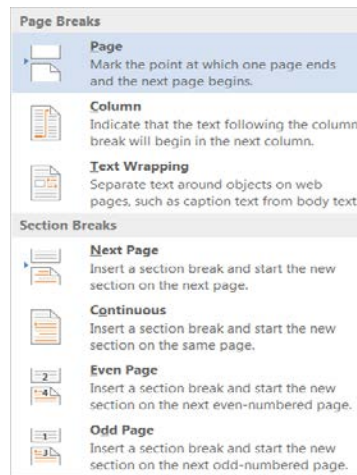 Page Breaks
Page
Mark the point at which one page ends
and the next page begins.
Column
Indicate that the text following the column
break will begin in the next column.
Text Wrapping
Separate text around objects on web
pages, such as caption text from body text
Section Breaks
Next Page
Insert a section break and start the new
section on the next page.
Continuous
Insert a section break and start the new
section on the same page.
Even Page
2
4
Insert a section break and start the new
section on the next even-numbered page.
Odd Page
1
3
Insert a section break and start the new
section on the next odd-numbered page.